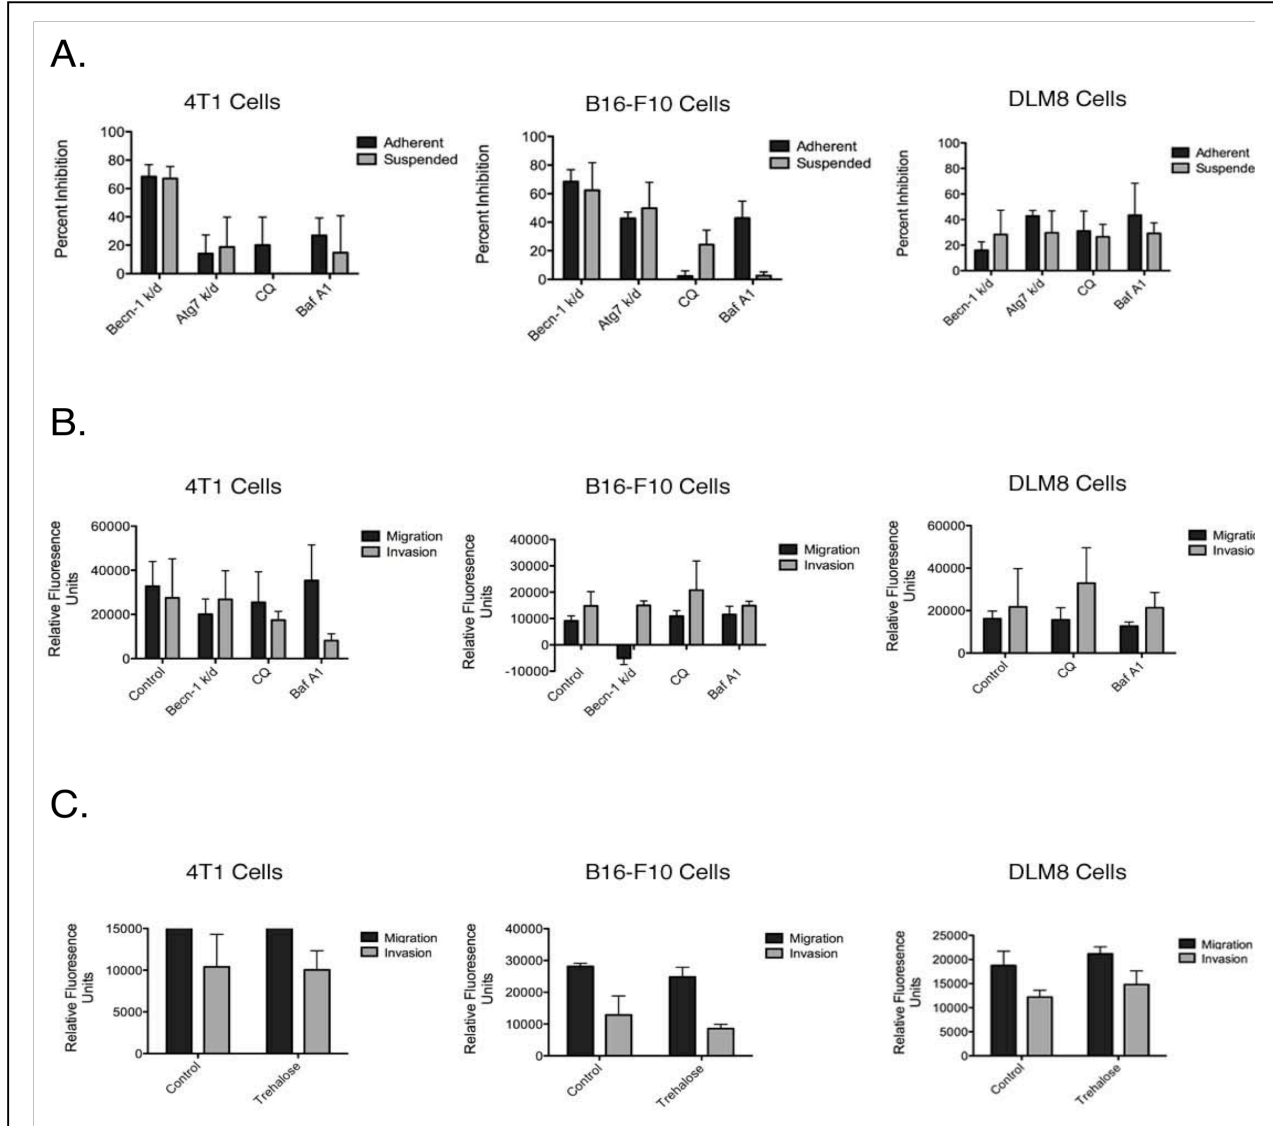 A.
4T1 Cells
B16-F10 Cells
DLM8 Cells
Percent Inhibition
100
80
60
40
20
0
Becn-1 k/d
Atg7 k/d
CQ
Baf A1
Adherent
Suspended
Percent Inhibition
100
80
60
40
20
0
Becn-1 k/d
Atg7 k/d
CQ
Baf A1
Adherent
Suspended
Percent Inhibition
100
80
60
40
20
0
Becn-1 k/d
Atg7 k/d
CQ
Baf A1
Adherent
Suspende
B.
4T1 Cells
B16-F10 Cells
DLM8 Cells
Relative Fluoresence
Units
60000
40000
20000
0
Control
Becn-1 k/d
CQ
Baf A1
Migration
Invasion
Relative Fluoresence
Units
40000
30000
20000
10000
0
-10000
Control
Becn-1 k/d
CQ
Baf A1
Migration
Invasion
Relative Fluoresence
Units
60000
40000
20000
0
Control
CQ
Baf A1
Migratic
Invasio
C.
4T1 Cells
B16-F10 Cells
DLM8 Cells
Relative Fluoresence
Units
15000
10000
5000
0
Control
Trehalose
Migration
Invasion
Relative Fluoresence
Units
40000
30000
20000
10000
0
Control
Trehalose
Migration
Invasion
Relative Fluoresence
Units
25000
20000
15000
10000
5000
0
Control
Trehalose
Migration
Invasion